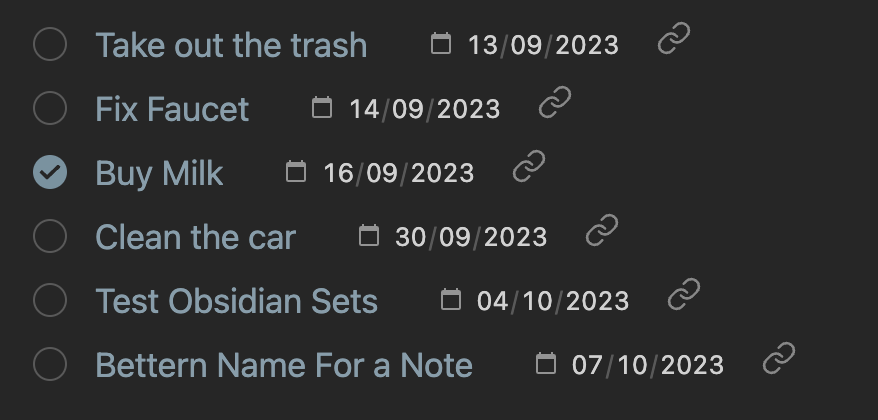 Take out the trash 13/09/2023
Fix Faucet 14/09/2023
Buy Milk 16/09/2023
Clean the car 30/09/2023
Test Obsidian Sets 04/10/2023
Bettern Name For a Note 07/10/2023